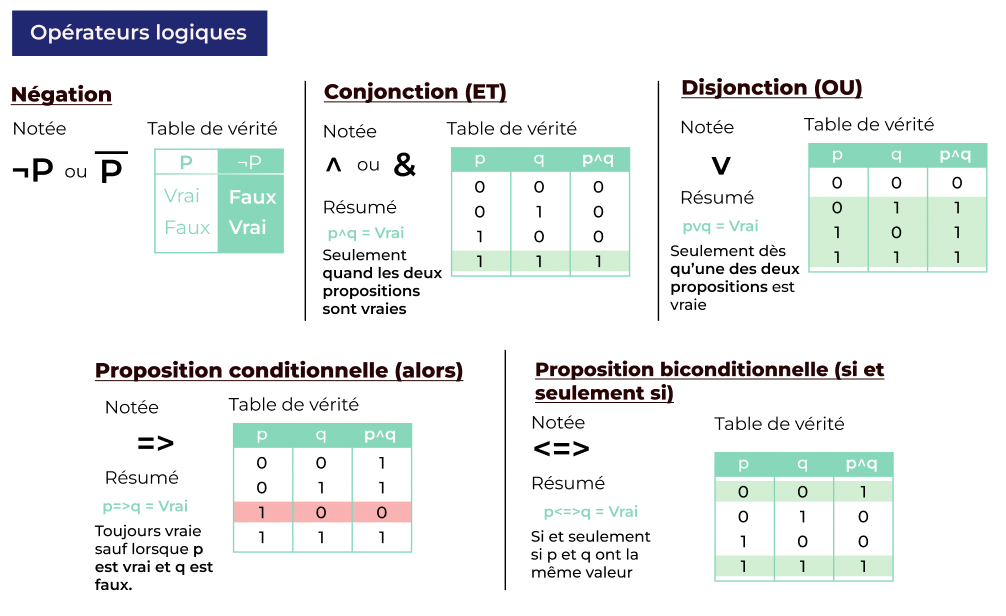 Opérateurs logiques
Négation
Notée
¬P ou P̅
Table de vérité
P ¬P
Vrai Faux
Faux Vrai
Conjonction (ET)
Notée
^ ou &
Résumé
p^q = Vrai
Seulement
quand les deux
propositions
sont vraies
Table de vérité
p q p^q
0 0 0
0 1 0
1 0 0
1 1 1
Disjonction (OU)
Notée
v
Résumé
pvq = Vrai
Seulement dès
qu'une des deux
propositions est
vraie
Table de vérité
p q p^q
0 0 0
0 1 1
1 0 1
1 1 1
Proposition conditionnelle (alors)
Notée
=>
Résumé
p=>q = Vrai
Toujours vraie
sauf lorsque p
est vrai et q est
faux.
Table de vérité
p q p^q
0 0 1
0 1 1
1 0 0
1 1 1
Proposition biconditionnelle (si et
seulement si)
Notée
<=>
Résumé
p<=>q = Vrai
Si et seulement
si p et q ont la
même valeur
Table de vérité
p q p^q
0 0 1
0 1 0
1 0 0
1 1 1